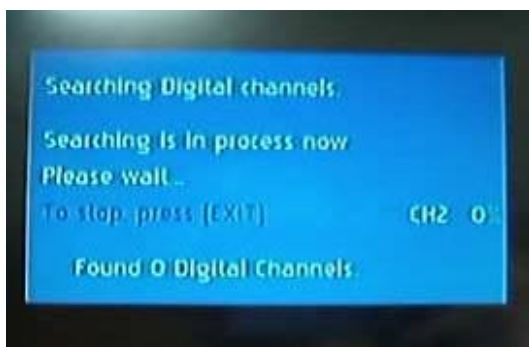 Searching Digital channels.
Searching is in process now
Please wait...
To stop press [EXIT] CH2 0%
Found 0 Digital Channels.